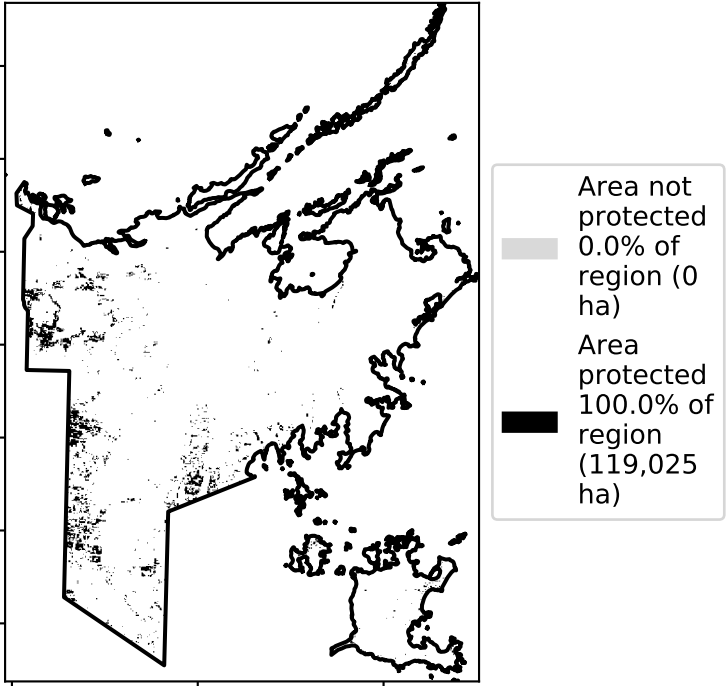 Area not
protected
0.0% of
region (0
ha)
Area
protected
100.0% of
region
(119,025
ha)